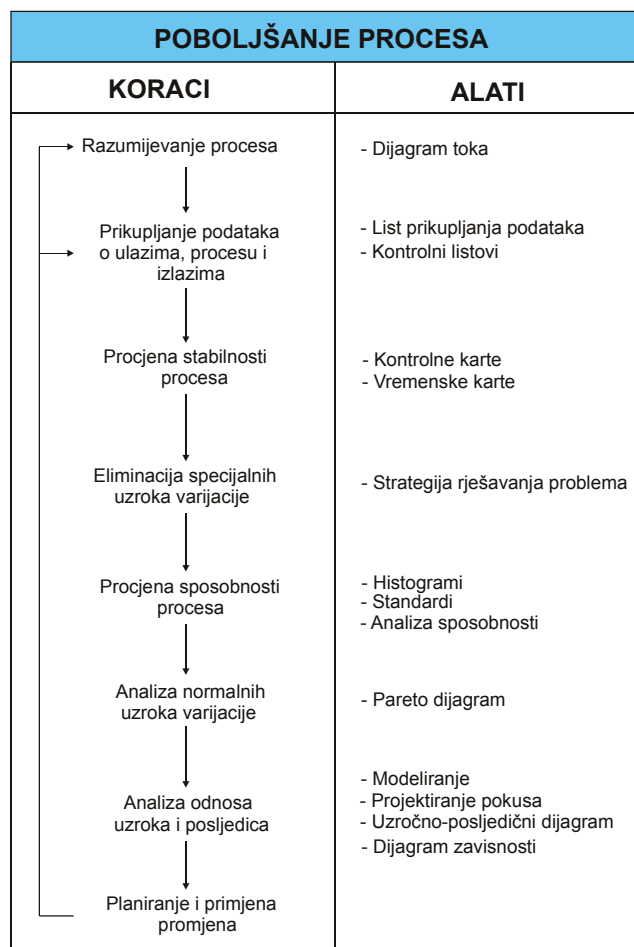 POBOLJŠANJE PROCESA
KORACI
ALATI
Razumijevanje procesa
- Dijagram toka
Prikupljanje podataka
o ulazima, procesu i
izlazima
- List prikupljanja podataka
- Kontrolni listovi
Procjena stabilnosti
procesa
- Kontrolne karte
- Vremenske karte
Eliminacija specijalnih
uzroka varijacije
- Strategija rješavanja problema
Procjena sposobnosti
procesa
- Histogrami
- Standardi
- Analiza sposobnosti
Analiza normalnih
uzroka varijacije
- Pareto dijagram
Analiza odnosa
uzroka i posljedica
- Modeliranje
- Projektiranje pokusa
- Uzročno-posljedični dijagram
- Dijagram zavisnosti
Planiranje i primjena
promjena